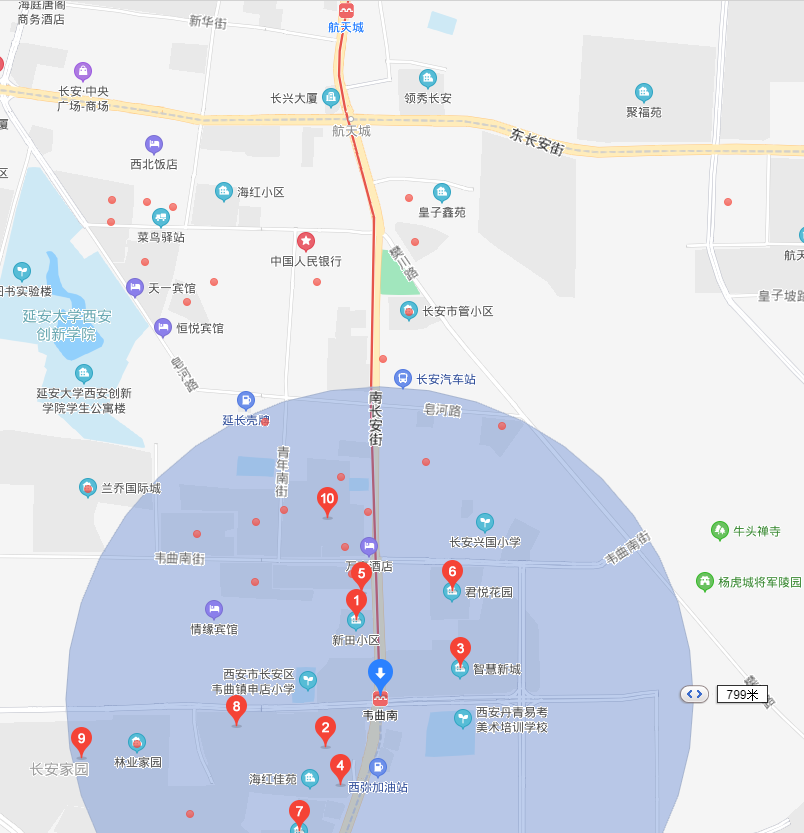 海庭唐阁
商务酒店
新华街
航天城
长安·中央
广场-商场
长兴大厦
领秀长安
聚福苑
厦
航天城
东长安街
西北饭店
区
海红小区
皇子鑫苑
菜鸟驿站
樊三路
中国人民银行
航天
图书实验楼
天一宾馆
皇子坡路
长安市管小区
延安大学西安
创新学院
恒悦宾馆
皂河路
长安汽车站
延安大学西安创新
学院学生公寓楼
延长壳牌
南长安街
皂河路
青年南街
兰乔国际城
10
长安兴国小学
牛头禅寺
韦曲南街
韦曲南街
酒店
5
6
君悦花园
杨虎城将军陵园
1
情缘宾馆
新田小区
3
智慧新城
西安市长安区
韦曲镇申店小学
799米
韦曲南
8
西安丹青易考
美术培训学校
2
9
长安家园
林业家园
4
海红佳苑
西弥加油站
7